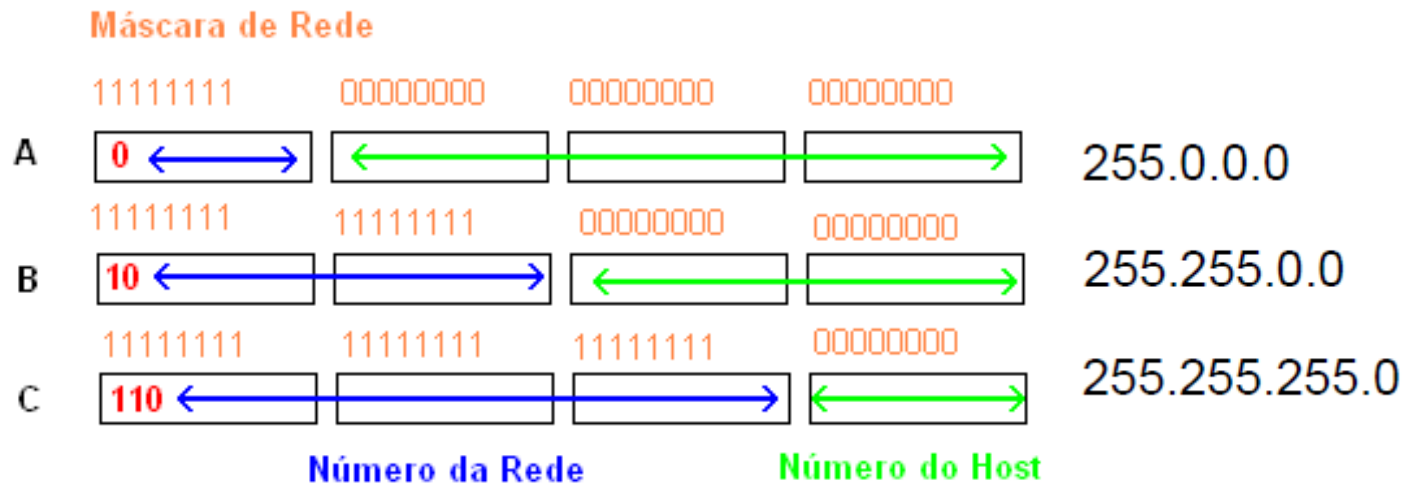 Máscara de Rede
11111111 00000000 00000000 00000000
A 0 255.0.0.0
11111111 11111111 00000000 00000000
B 10 255.255.0.0
11111111 11111111 11111111 00000000
C 110 255.255.255.0
Número da Rede Número do Host